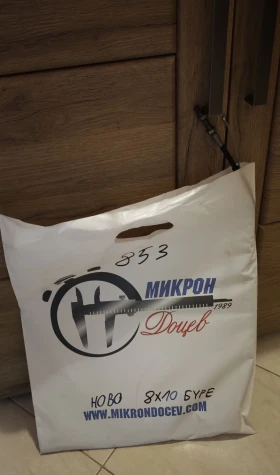 853
МИКРОН
1989
Доцев
НОВО 8X10 БУРЕ
WWW.MIKRONDOCEV.COM